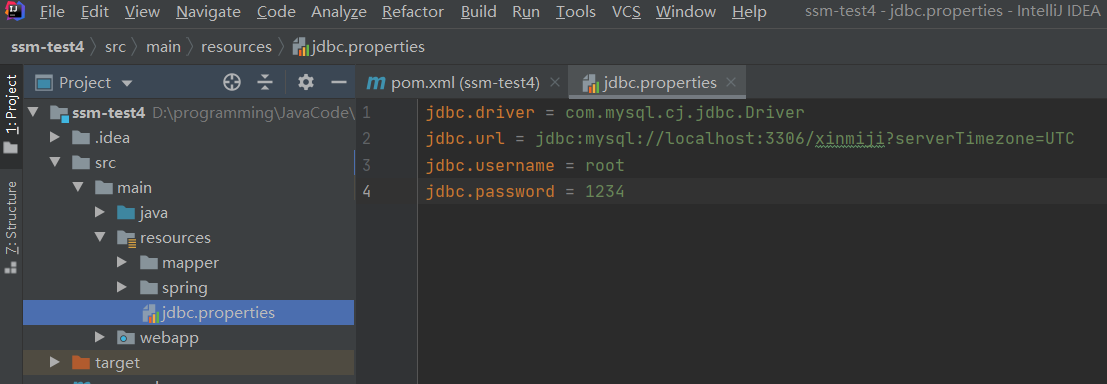 File Edit View Navigate Code Analyze Refactor Build Run Tools VCS Window Help ssm-test4 - jdbc.properties - IntelliJ IDEA
ssm-test4 〉 src 〉 main 〉 resources 〉 jdbc.properties
1: Project
Z: Structure
Project
ssm-test4 D:\programming\JavaCode\
.idea
src
main
java
resources
mapper
spring
jdbc.properties
webapp
target
pom.xml (ssm-test4) × jdbc.properties ×
1 jdbc.driver = com.mysql.cj.jdbc.Driver
2 jdbc.url = jdbc:mysql://localhost:3306/xinmiji?serverTimezone=UTC
3 jdbc.username = root
4 jdbc.password = 1234